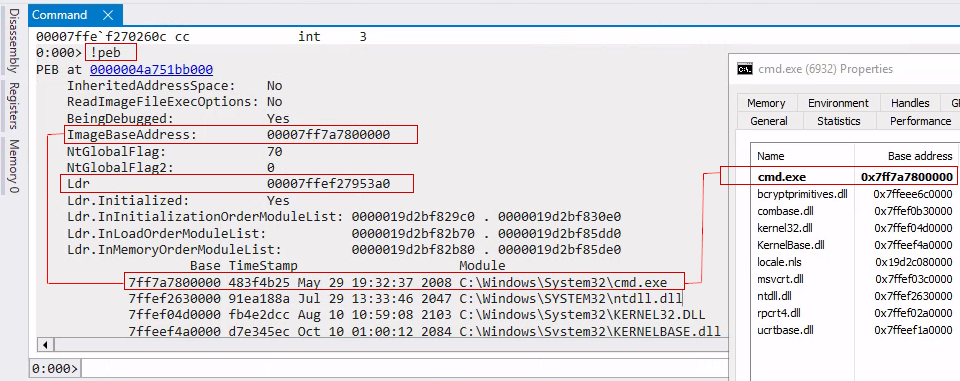 Command X
Disassembly
Registers
Memory 0
00007ffe`f270260c cc int 3
0:000> !peb
PEB at 0000004a751bb000
InheritedAddressSpace: No
ReadImageFileExecOptions: No
BeingDebugged: Yes
ImageBaseAddress: 00007ff7a7800000
NtGlobalFlag: 70
NtGlobalFlag2: 0
Ldr 00007ffef27953a0
Ldr.Initialized: Yes
Ldr.InInitializationOrderModuleList: 0000019d2bf829c0 . 0000019d2bf830e0
Ldr.InLoadOrderModuleList: 0000019d2bf82b70 . 0000019d2bf85dd0
Ldr.InMemoryOrderModuleList: 0000019d2bf82b80 . 0000019d2bf85de0
Base TimeStamp Module
7ff7a7800000 483f4b25 May 29 19:32:37 2008 C:\Windows\System32\cmd.exe
7ffef2630000 91ea188a Jul 29 13:33:46 2047 C:\Windows\SYSTEM32\ntdll.dll
7ffef04d0000 fb4e2dcc Aug 10 10:59:08 2103 C:\Windows\System32\KERNEL32.DLL
7ffeef4a0000 d7e345ec Oct 10 01:00:12 2084 C:\Windows\System32\KERNELBASE.dll
0:000>
cmd.exe (6932) Properties
Memory Environment Handles
General Statistics Performance
Name Base address
cmd.exe 0x7ff7a7800000
bcryptprimitives.dll 0x7ffeee6c0000
combase.dll 0x7ffef0b30000
kernel32.dll 0x7ffef04d0000
KernelBase.dll 0x7ffeef4a0000
locale.nls 0x19d2c080000
msvcrt.dll 0x7ffef03c0000
ntdll.dll 0x7ffef2630000
rpcrt4.dll 0x7ffef02a0000
ucrtbase.dll 0x7ffeef1a0000